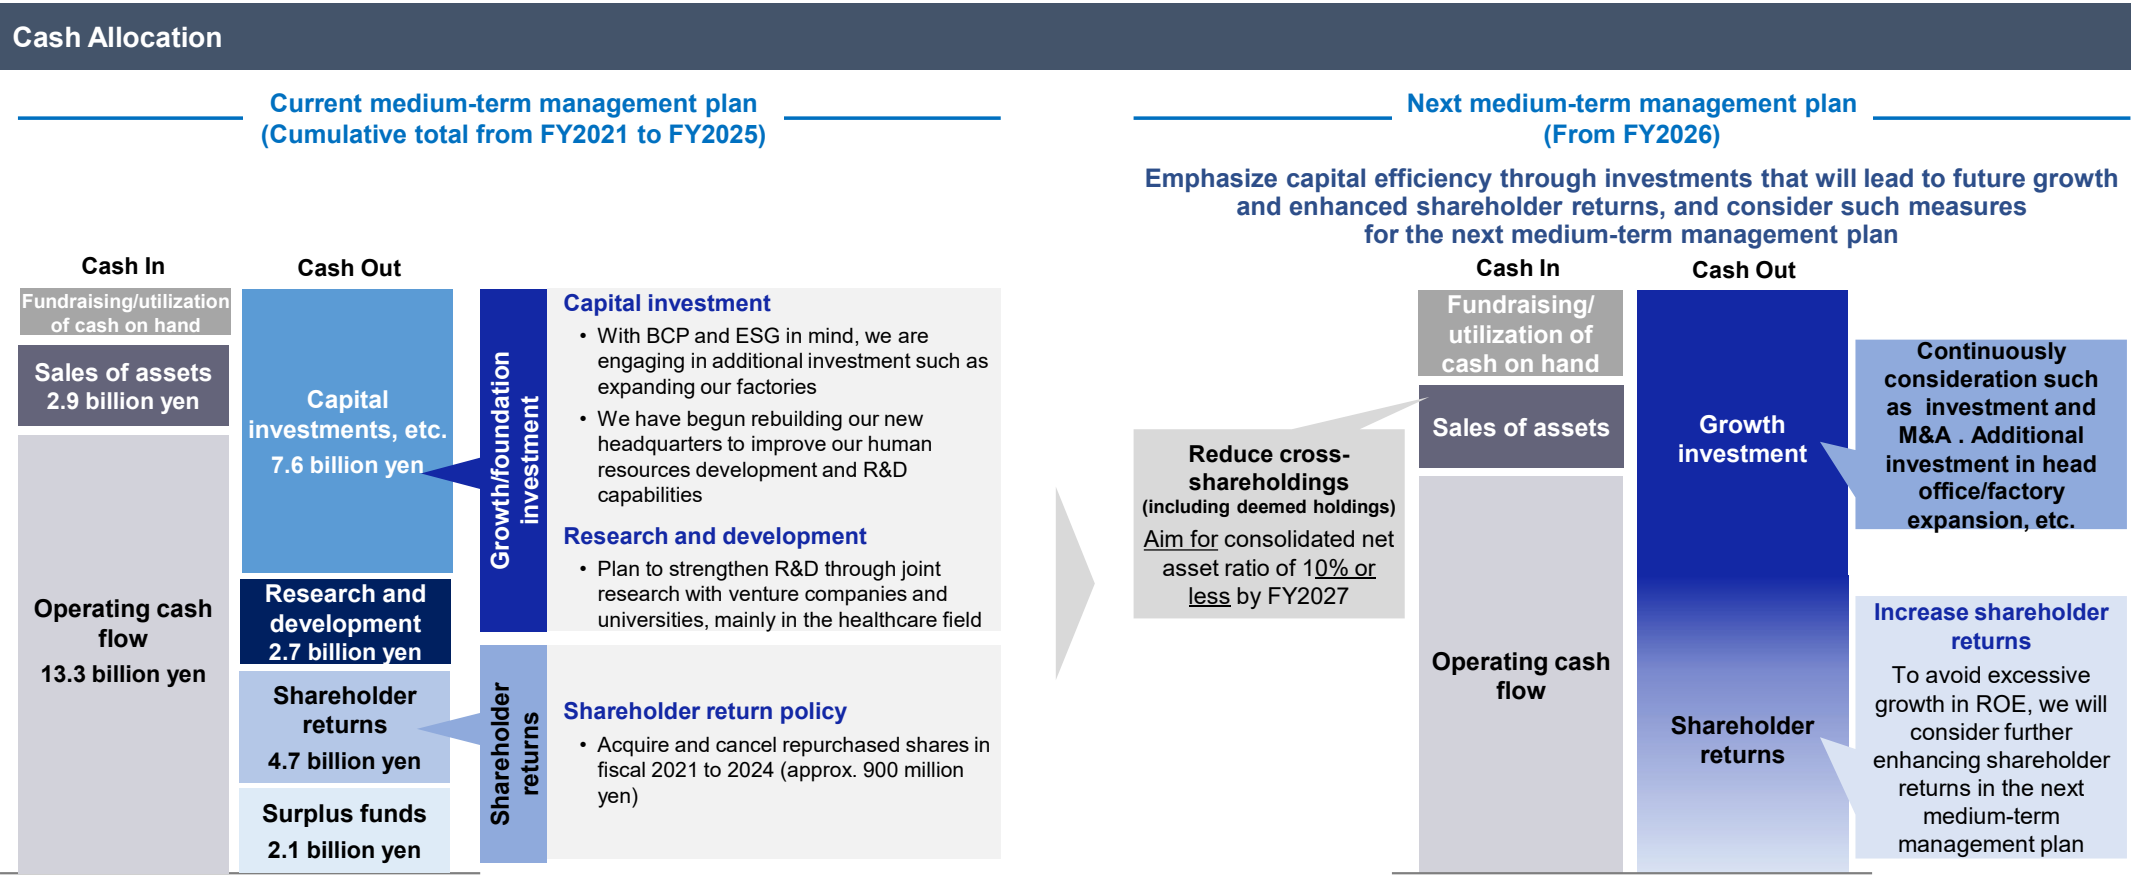 Cash Allocation
Current medium-term management plan
(Cumulative total from FY2021 to FY2025)
Cash In
Fundraising/utilization
of cash on hand
Sales of assets
2.9 billion yen
Operating cash
flow
13.3 billion yen
Cash Out
Capital
investments, etc.
7.6 billion yen
Research and
development
2.7 billion yen
Shareholder
returns
4.7 billion yen
Surplus funds
2.1 billion yen
Growth/foundation
investment
Capital investment
• With BCP and ESG in mind, we are
engaging in additional investment such as
expanding our factories
• We have begun rebuilding our new
headquarters to improve our human
resources development and R&D
capabilities
Research and development
• Plan to strengthen R&D through joint
research with venture companies and
universities, mainly in the healthcare field
Shareholder
returns
Shareholder return policy
• Acquire and cancel repurchased shares in
fiscal 2021 to 2024 (approx. 900 million
yen)
Next medium-term management plan
(From FY2026)
Emphasize capital efficiency through investments that will lead to future growth
and enhanced shareholder returns, and consider such measures
for the next medium-term management plan
Reduce cross-
shareholdings
(including deemed holdings)
Aim for consolidated net
asset ratio of 10% or
less by FY2027
Cash In
Fundraising/
utilization of
cash on hand
Sales of assets
Operating cash
flow
Cash Out
Growth
investment
Shareholder
returns
Continuously
consideration such
as investment and
M&A . Additional
investment in head
office/factory
expansion, etc.
Increase shareholder
returns
To avoid excessive
growth in ROE, we will
consider further
enhancing shareholder
returns in the next
medium-term
management plan